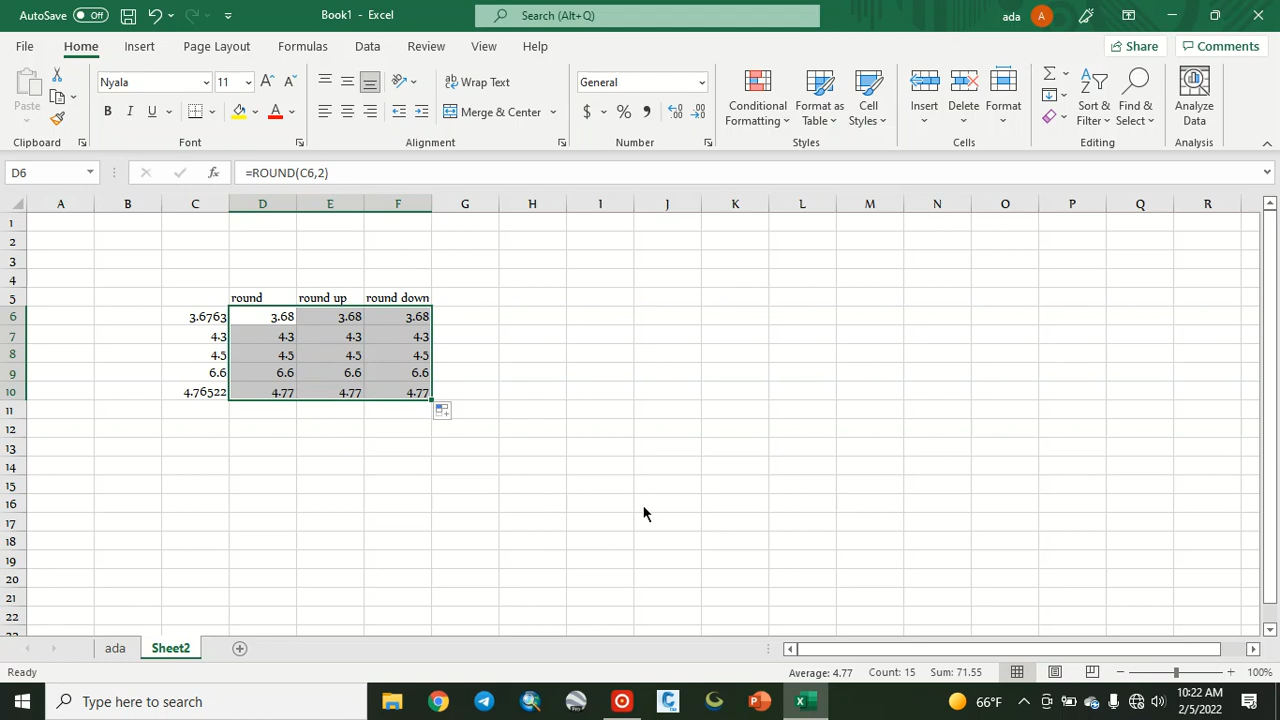 AutoSave Off Book1 - Excel Search (Alt+Q) ada A
File Home Insert Page Layout Formulas Data Review View Help Share Comments
Paste Nyala 11 Wrap Text General Conditional Formatting Format as Table Cell Styles Insert Delete Format Sort & Filter Find & Select Analyze Data
B I U A Merge & Center $ % 9
Clipboard Font Alignment Number Styles Cells Editing Analysis
D6 fx =ROUND(C6,2)
A B C D E F G H I J K L M N O P Q R
1
2
3
4
5 round round up round down
6 3.6763 3.68 3.68 3.68
7 4.3 4.3 4.3 4.3
8 4.5 4.5 4.5 4.5
9 6.6 6.6 6.6 6.6
10 4.76522 4.77 4.77 4.77
11
12
13
14
15
16
17
18
19
20
21
22
23
ada Sheet2
Ready Average: 4.77 Count: 15 Sum: 71.55 100%
Type here to search 66°F 10:22 AM
2/5/2022